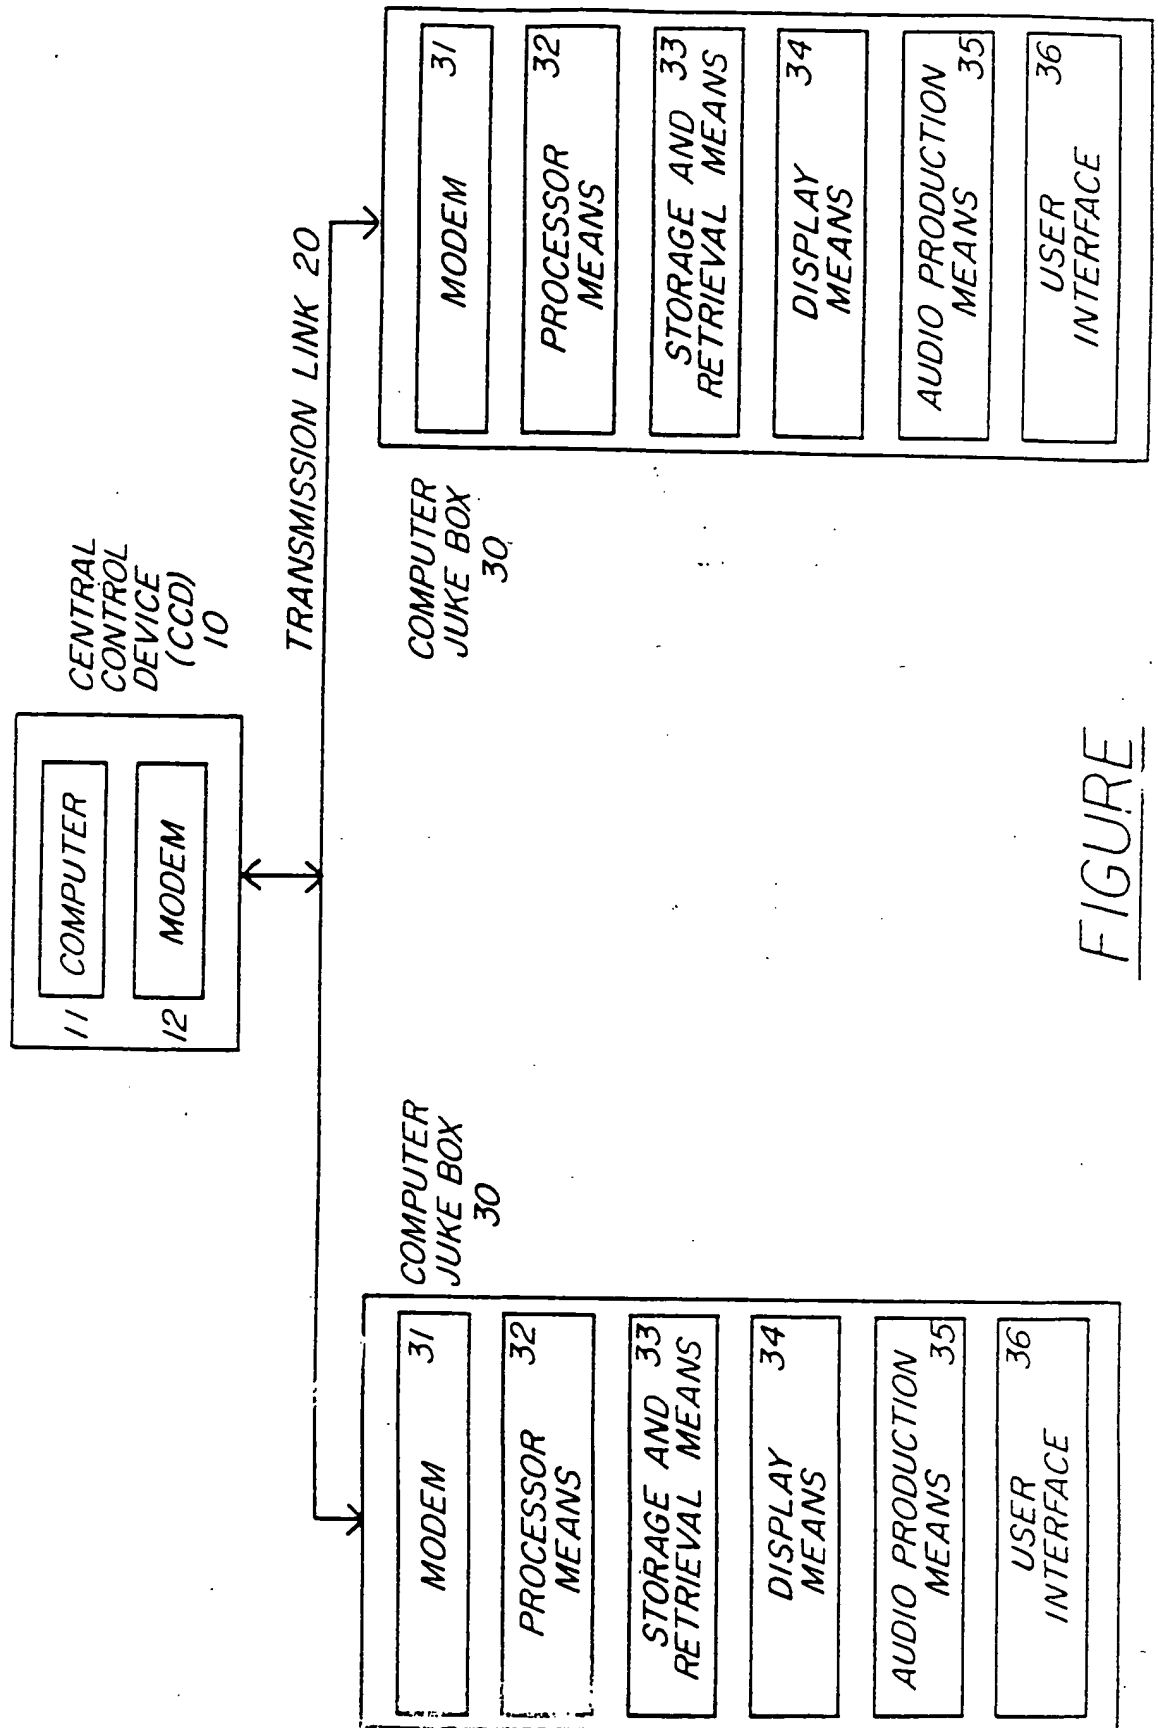 CENTRAL
CONTROL
DEVICE
(CCD)
10
11 COMPUTER
12 MODEM
TRANSMISSION LINK 20
COMPUTER
JUKE BOX
30
MODEM 31
PROCESSOR 32
MEANS
STORAGE AND 33
RETRIEVAL MEANS
DISPLAY 34
MEANS
AUDIO PRODUCTION
MEANS 35
USER 36
INTERFACE
COMPUTER
JUKE BOX
30
MODEM 31
PROCESSOR 32
MEANS
STORAGE AND 33
RETRIEVAL MEANS
DISPLAY 34
MEANS
AUDIO PRODUCTION
MEANS 35
USER 36
INTERFACE
FIGURE